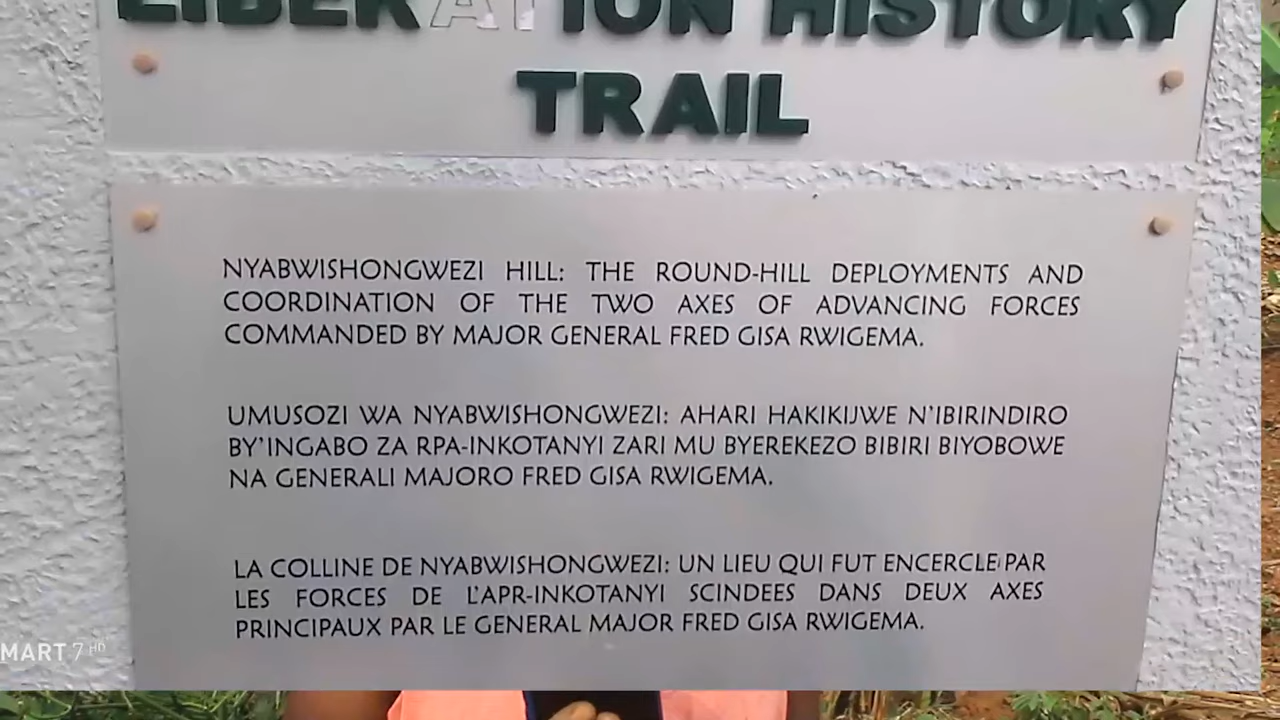 LIBERATION HISTORY
TRAIL
NYABWISHONGWEZI HILL: THE ROUND-HILL DEPLOYMENTS AND
COORDINATION OF THE TWO AXES OF ADVANCING FORCES
COMMANDED BY MAJOR GENERAL FRED GISA RWIGEMA.
UMUSOZI WA NYABWISHONGWEZI: AHARI HAKIKIJWE N'IBIRINDIRO
BY'INGABO ZA RPA-INKOTANYI ZARI MU BYEREKEZO BIBIRI BIYOBOWE
NA GENERALI MAJORO FRED GISA RWIGEMA.
LA COLLINE DE NYABWISHONGWEZI: UN LIEU QUI FUT ENCERCLE PAR
LES FORCES DE L'APR-INKOTANYI SCINDEES DANS DEUX AXES
PRINCIPAUX PAR LE GENERAL MAJOR FRED GISA RWIGEMA.
MART 7 HD